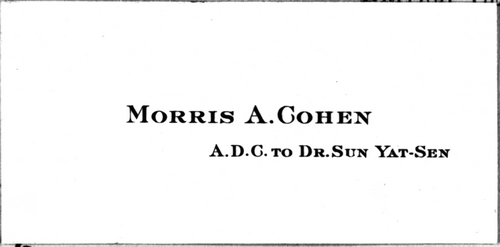 MORRIS A.COHEN
A.D.C. TO DR.SUN YAT-SEN